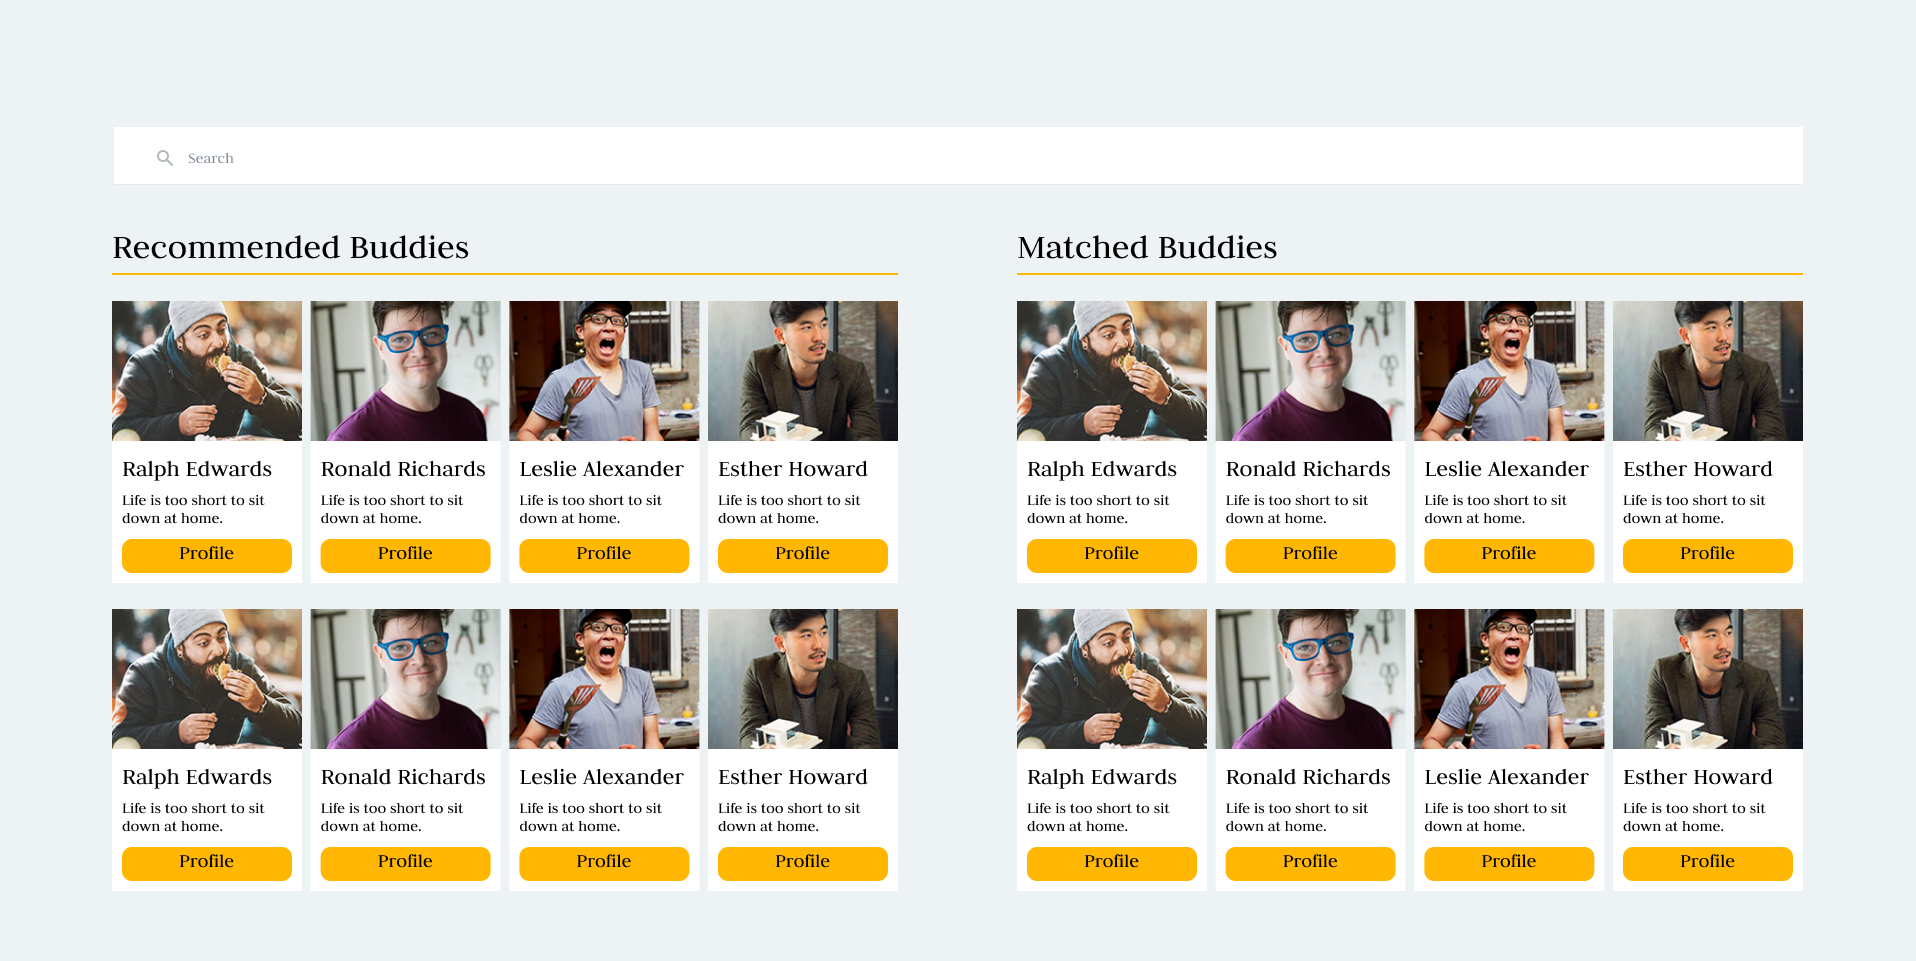 Search
Recommended Buddies
Matched Buddies
Ralph Edwards
Life is too short to sit
down at home.
Profile
Ronald Richards
Life is too short to sit
down at home.
Profile
Leslie Alexander
Life is too short to sit
down at home.
Profile
Esther Howard
Life is too short to sit
down at home.
Profile
Ralph Edwards
Life is too short to sit
down at home.
Profile
Ronald Richards
Life is too short to sit
down at home.
Profile
Leslie Alexander
Life is too short to sit
down at home.
Profile
Esther Howard
Life is too short to sit
down at home.
Profile
Ralph Edwards
Life is too short to sit
down at home.
Profile
Ronald Richards
Life is too short to sit
down at home.
Profile
Leslie Alexander
Life is too short to sit
down at home.
Profile
Esther Howard
Life is too short to sit
down at home.
Profile
Ralph Edwards
Life is too short to sit
down at home.
Profile
Ronald Richards
Life is too short to sit
down at home.
Profile
Leslie Alexander
Life is too short to sit
down at home.
Profile
Esther Howard
Life is too short to sit
down at home.
Profile